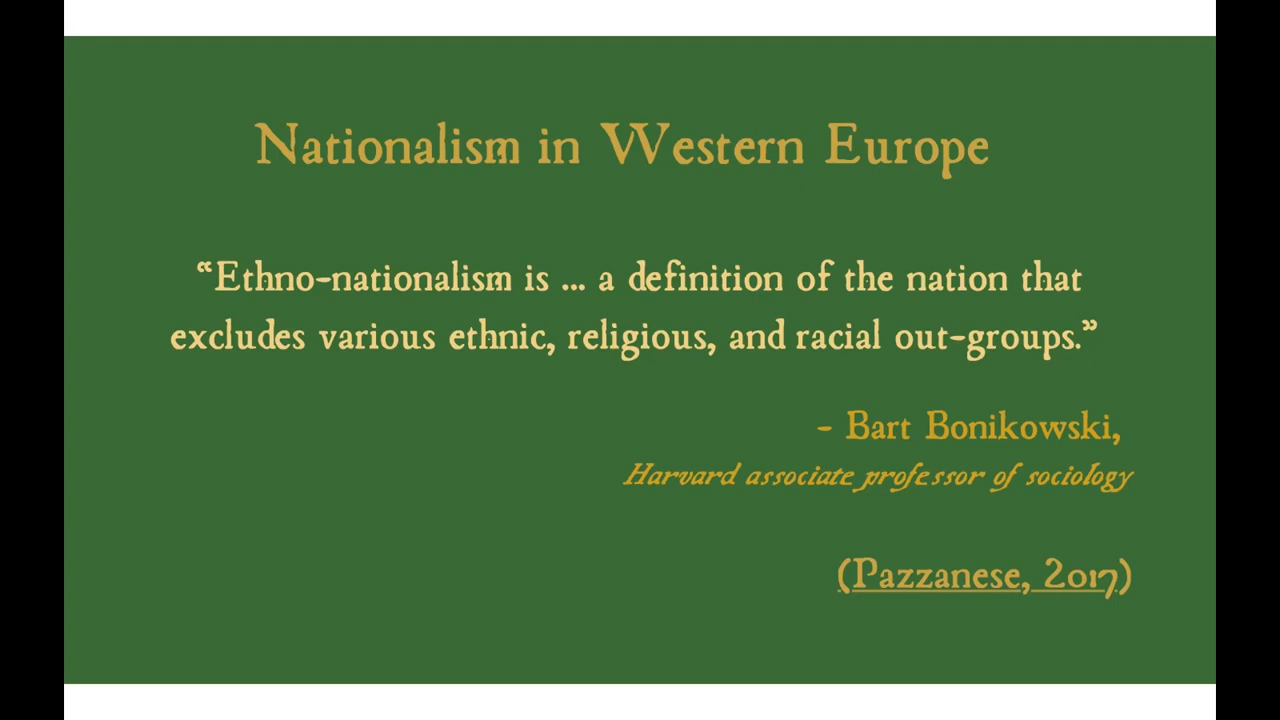 Nationalism in Western Europe
“Ethno-nationalism is ... a definition of the nation that
excludes various ethnic, religious, and racial out-groups.”
- Bart Bonikowski,
Harvard associate professor of sociology
(Pazzanese, 2017)